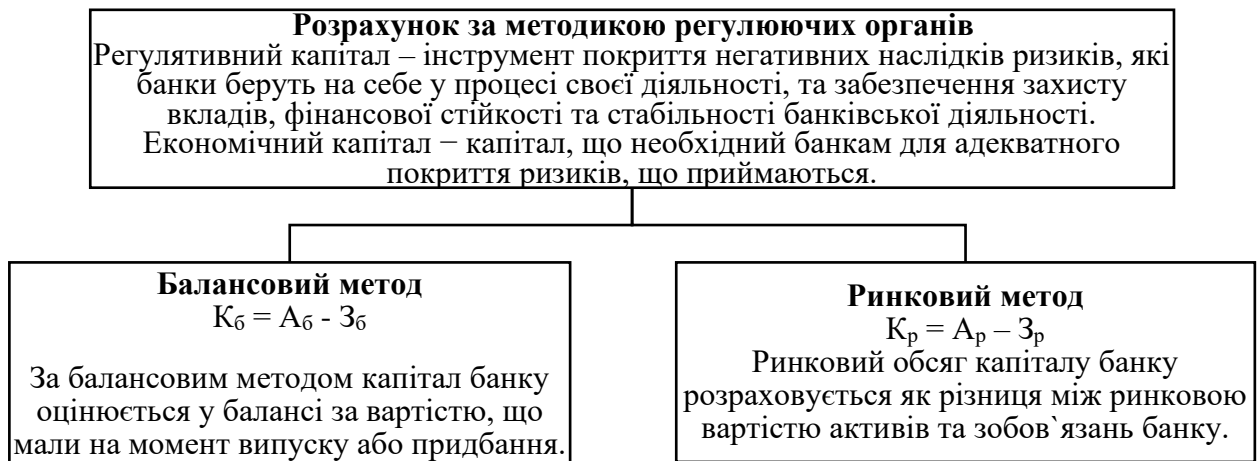 Розрахунок за методикою регулюючих органів
Регулятивний капітал – інструмент покриття негативних наслідків ризиків, які
банки беруть на себе у процесі своєї діяльності, та забезпечення захисту
вкладів, фінансової стійкості та стабільності банківської діяльності.
Економічний капітал − капітал, що необхідний банкам для адекватного
покриття ризиків, що приймаються.
Балансовий метод
Кб = Аб - Зб
За балансовим методом капітал банку
оцінюється у балансі за вартістю, що
мали на момент випуску або придбання.
Ринковий метод
Кр = Ар – Зр
Ринковий обсяг капіталу банку
розраховується як різниця між ринковою
вартістю активів та зобов`язань банку.